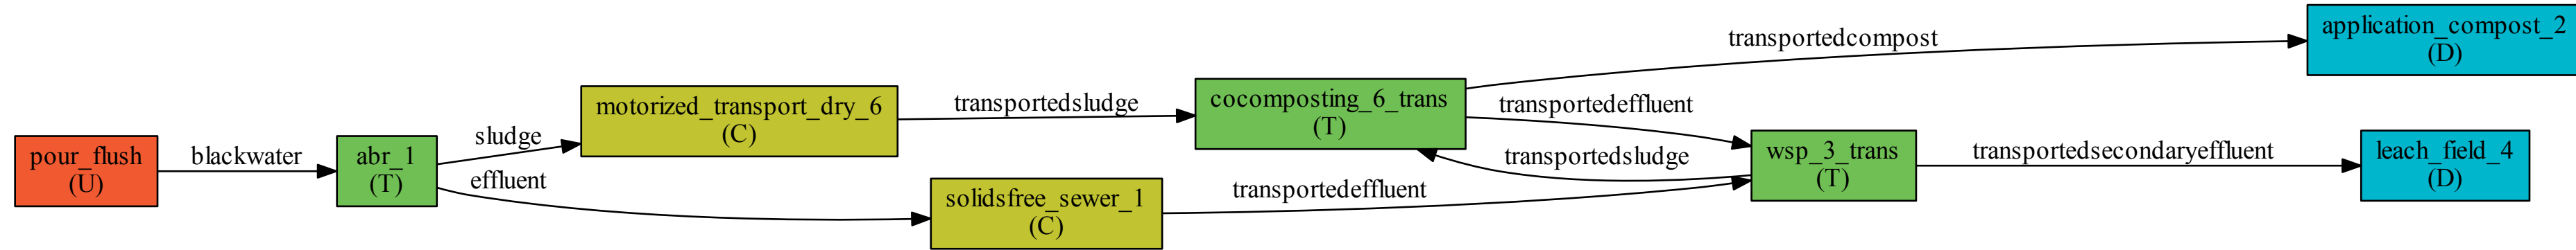 pour_flush
(U)
blackwater
abr_1
(T)
sludge
effluent
motorized_transport_dry_6
(C)
solidsfree_sewer_1
(C)
transportedsludge
transportedeffluent
cocomposting_6_trans
(T)
transportedcompost
transportedeffluent
transportedsludge
wsp_3_trans
(T)
transportedsecondaryeffluent
application_compost_2
(D)
leach_field_4
(D)